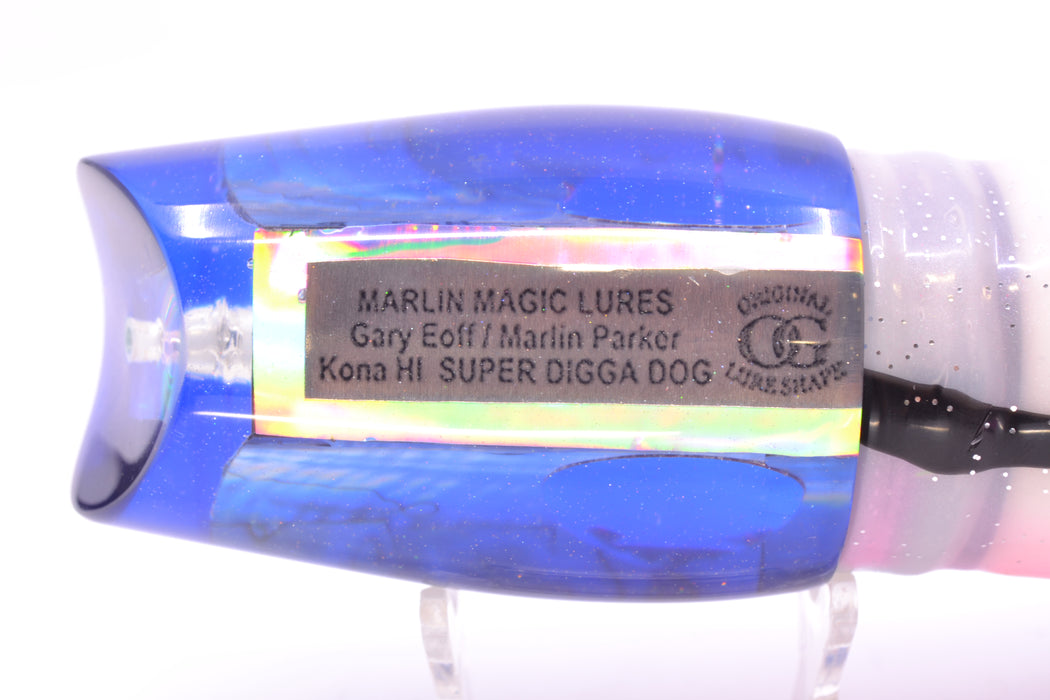 MARLIN MAGIC LURES
Gary Eoff / Marlin Parker
Kona HI SUPER DIGGA DOG
ORIGINAL
OG
LURE SHAPE